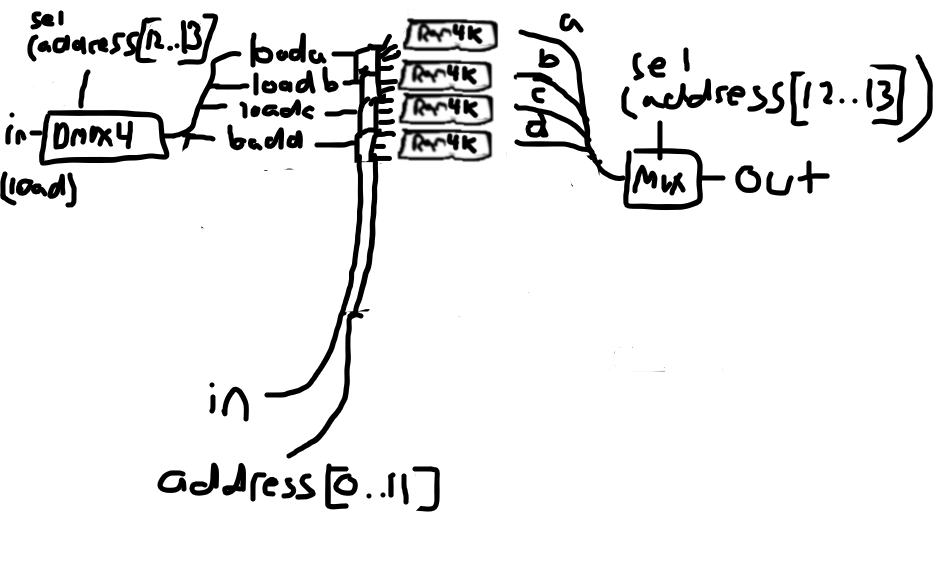 sel
(address[12..13]
in
Dmux4
(load)
loada
loadb
loadc
loadd
Ram4K
Ram4K
Ram4K
Ram4K
a
b
c
d
sel
(address[12..13])
Mux
out
in
address[0..11]